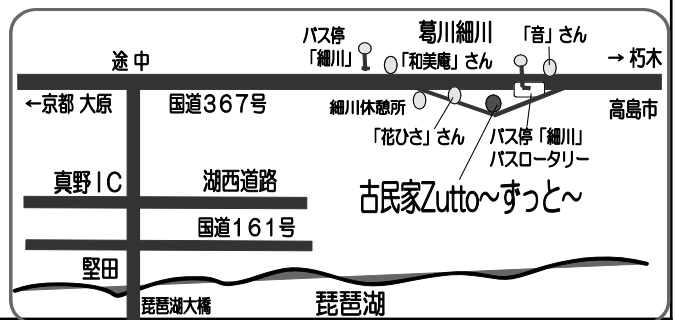 バス停
「細川」
葛川細川
「音」さん
途中
「和美庵」さん
→ 朽木
←京都 大原
国道367号
細川休憩所
高島市
「花ひさ」さん
バス停「細川」
バスロータリー
真野IC
湖西道路
古民家Zutto~ずっと~
国道161号
堅田
琵琶湖大橋
琵琶湖